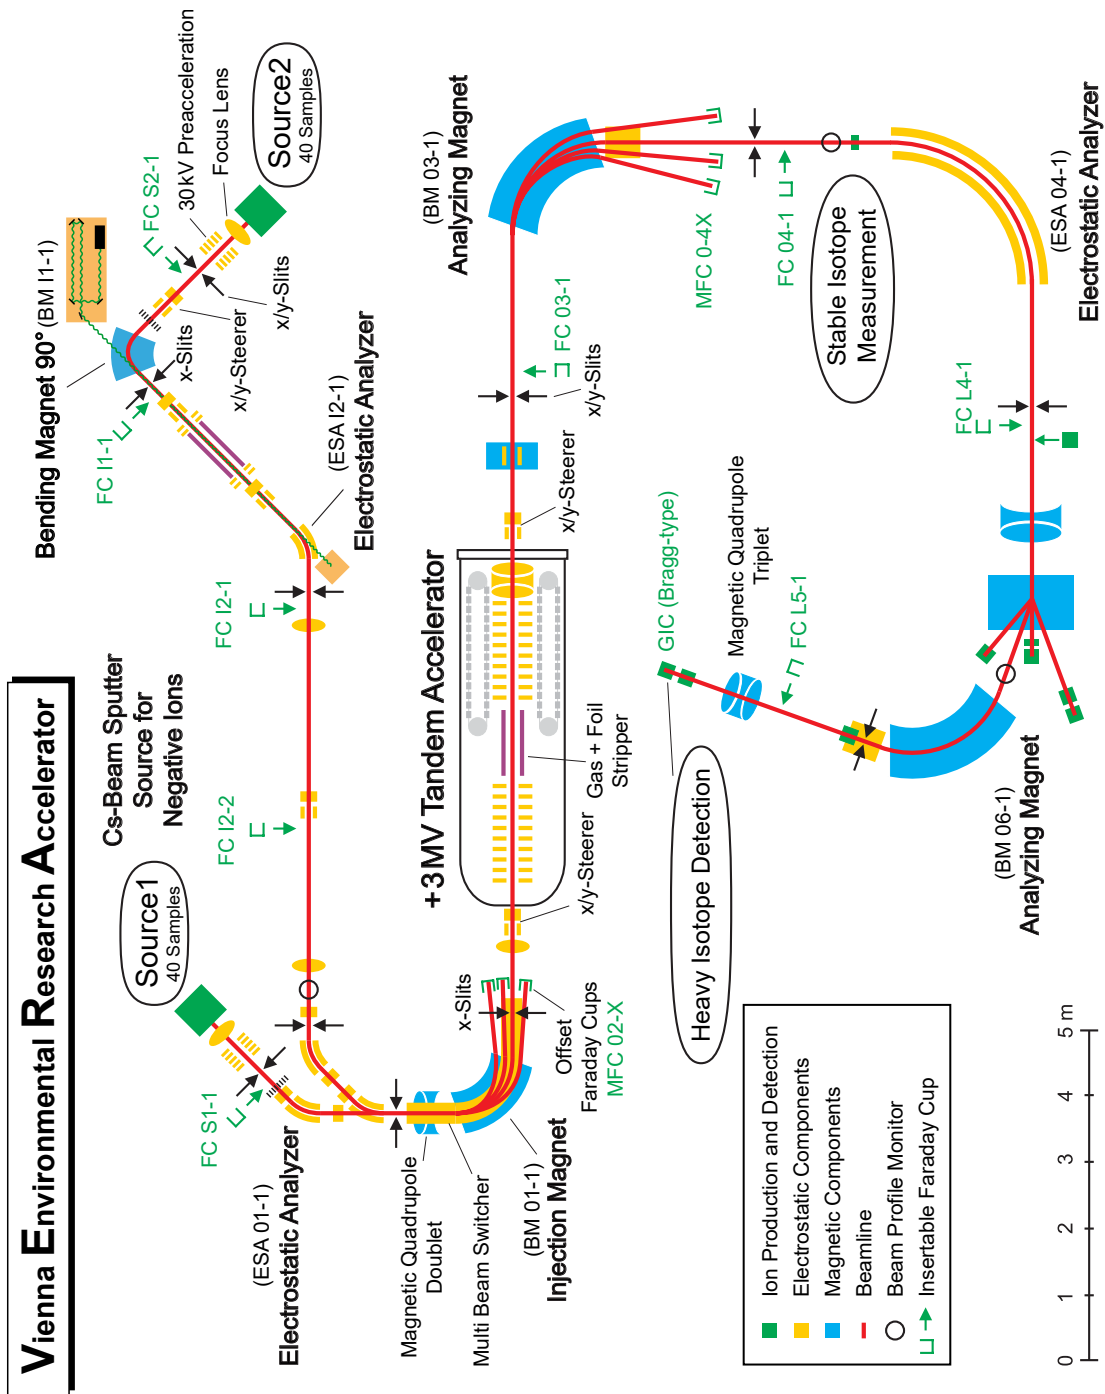 Vienna Environmental Research Accelerator
Source1
40 Samples
Cs-Beam Sputter
Source for
Negative Ions
FC S1-1
(ESA 01-1)
Electrostatic Analyzer
FC I2-2
FC I2-1
(ESA I2-1)
Electrostatic Analyzer
Bending Magnet 90° (BM I1-1)
FC I1-1
x-Slits
x/y-Steerer
x/y-Slits
FC S2-1
30kV Preacceleration
Focus Lens
Source2
40 Samples
Magnetic Quadrupole
Doublet
Multi Beam Switcher
(BM 01-1)
Injection Magnet
x-Slits
Offset
Faraday Cups
MFC 02-X
+3MV Tandem Accelerator
x/y-Steerer
Gas + Foil
Stripper
x/y-Steerer
x/y-Slits
FC 03-1
(BM 03-1)
Analyzing Magnet
MFC 0-4X
FC 04-1
Stable Isotope
Measurement
(ESA 04-1)
Electrostatic Analyzer
FC L4-1
Heavy Isotope Detection
GIC (Bragg-type)
Magnetic Quadrupole
Triplet
FC L5-1
(BM 06-1)
Analyzing Magnet
Ion Production and Detection
Electrostatic Components
Magnetic Components
Beamline
Beam Profile Monitor
Insertable Faraday Cup
0 1 2 3 4 5 m